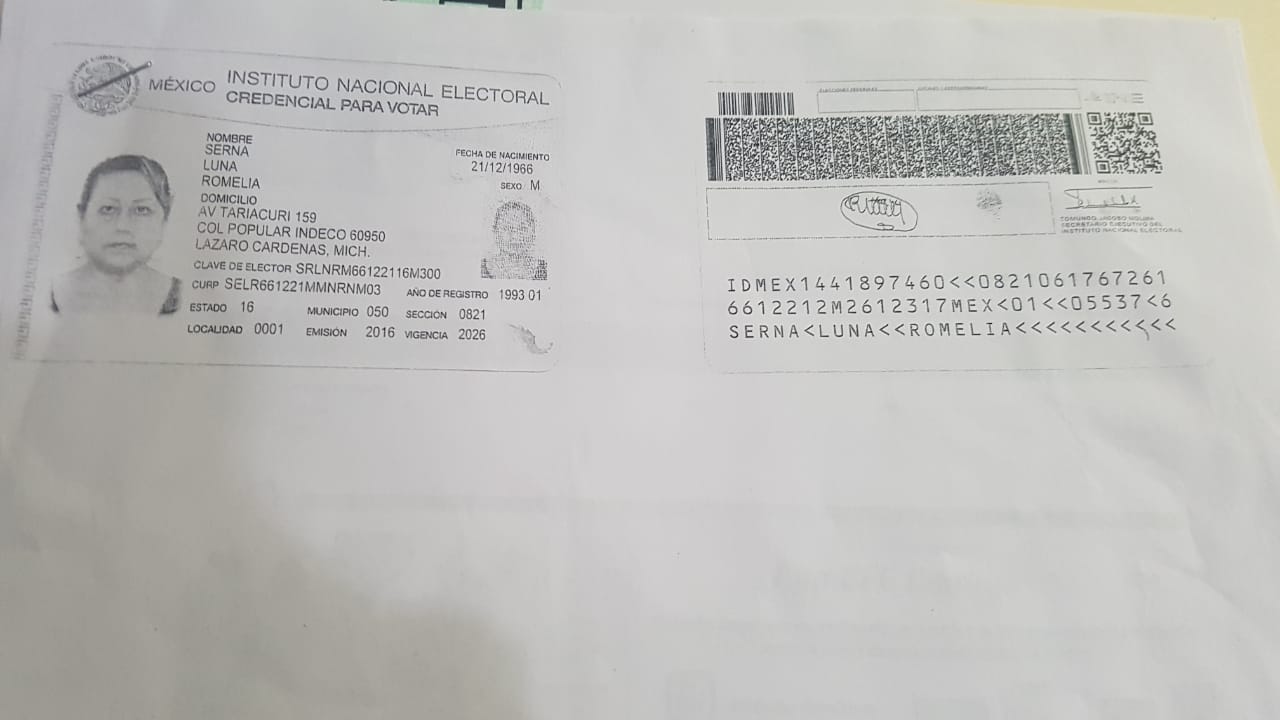 MÉXICO INSTITUTO NACIONAL ELECTORAL
CREDENCIAL PARA VOTAR
NOMBRE
SERNA
LUNA
ROMELIA
FECHA DE NACIMIENTO
21/12/1966
SEXO M
DOMICILIO
AV TARIACURI 159
COL POPULAR INDECO 60950
LAZARO CARDENAS, MICH.
CLAVE DE ELECTOR SRLNRM66122116M300
CURP SELR661221MMNRNM03 AÑO DE REGISTRO 1993 01
ESTADO 16 MUNICIPIO 050 SECCIÓN 0821
LOCALIDAD 0001 EMISIÓN 2016 VIGENCIA 2026
ELECCIONES FEDERALES
EDMUNDO JACOBO MOLINA
SECRETARIO EJECUTIVO DEL
INSTITUTO NACIONAL ELECTORAL
IDMEX1441897460<<0821061767261
6612212M2612317MEX<01<<05537<6
SERNA<LUNA<<ROMELIA<<<<<<<<<<<